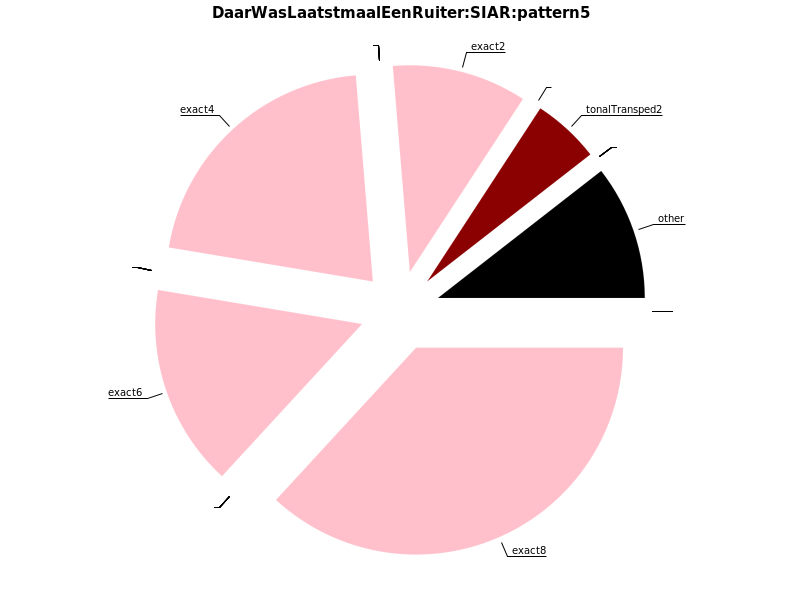 DaarWasLaatstmaalEenRuiter:SIAR:pattern5
exact2
exact4
tonalTransped2
other
exact6
exact8